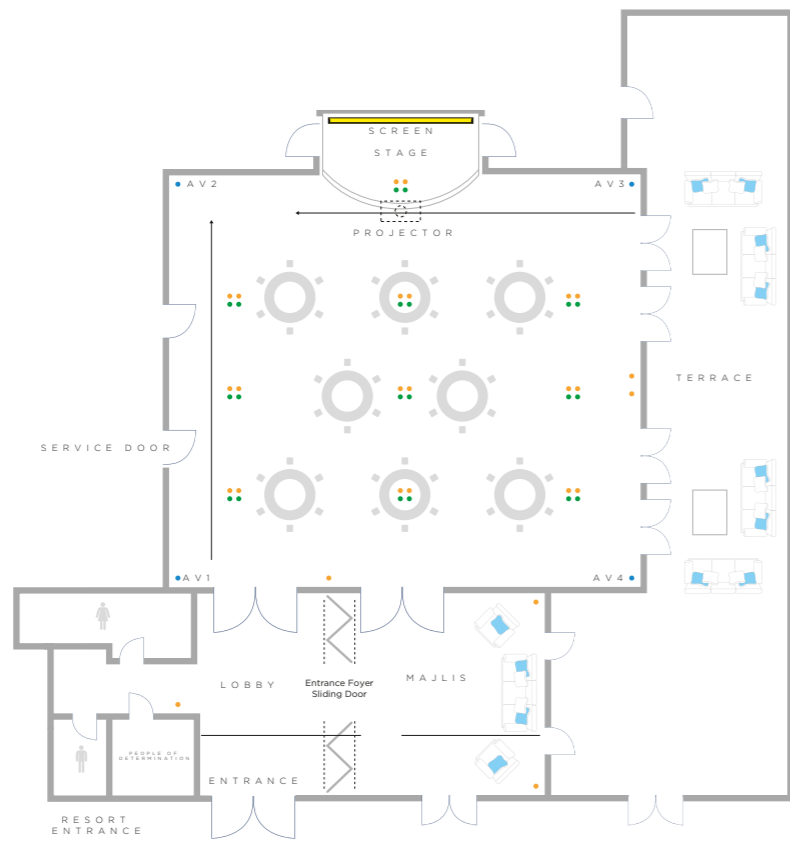 SCREEN
STAGE
AV2
AV3
PROJECTOR
TERRACE
SERVICE DOOR
AV1
AV4
LOBBY
Entrance Foyer
Sliding Door
MAJLIS
PEOPLE OF
DETERMINATION
ENTRANCE
RESORT
ENTRANCE